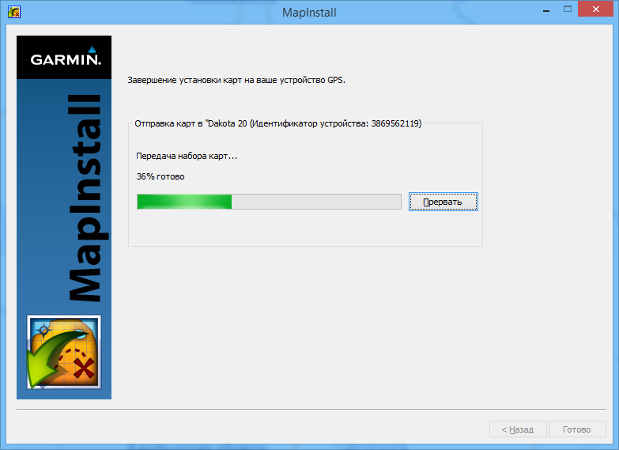 MapInstall
GARMIN.
MapInstall
Завершение установки карт на ваше устройство GPS.
Отправка карт в "Dakota 20 (Идентификатор устройства: 3869562119)
Передача набора карт...
36% готово
Прервать
< Назад
Готово